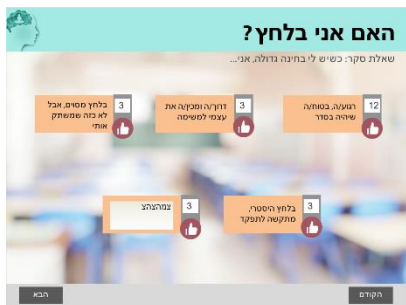 האם אני בלחץ?
שאלת סקר: כשיש לי בחינה גדולה, אני...
12
רגוע/ה, בטוח/ה
שיהיה בסדר
3
דרוך/ה ומכין/ה את
עצמי למשימה
3
בלחץ מסוים, אבל
לא כזה שמשתק
אותי
3
בלחץ היסטרי,
מתקשה לתפקד
3
צמהצהצ
הקודם
הבא